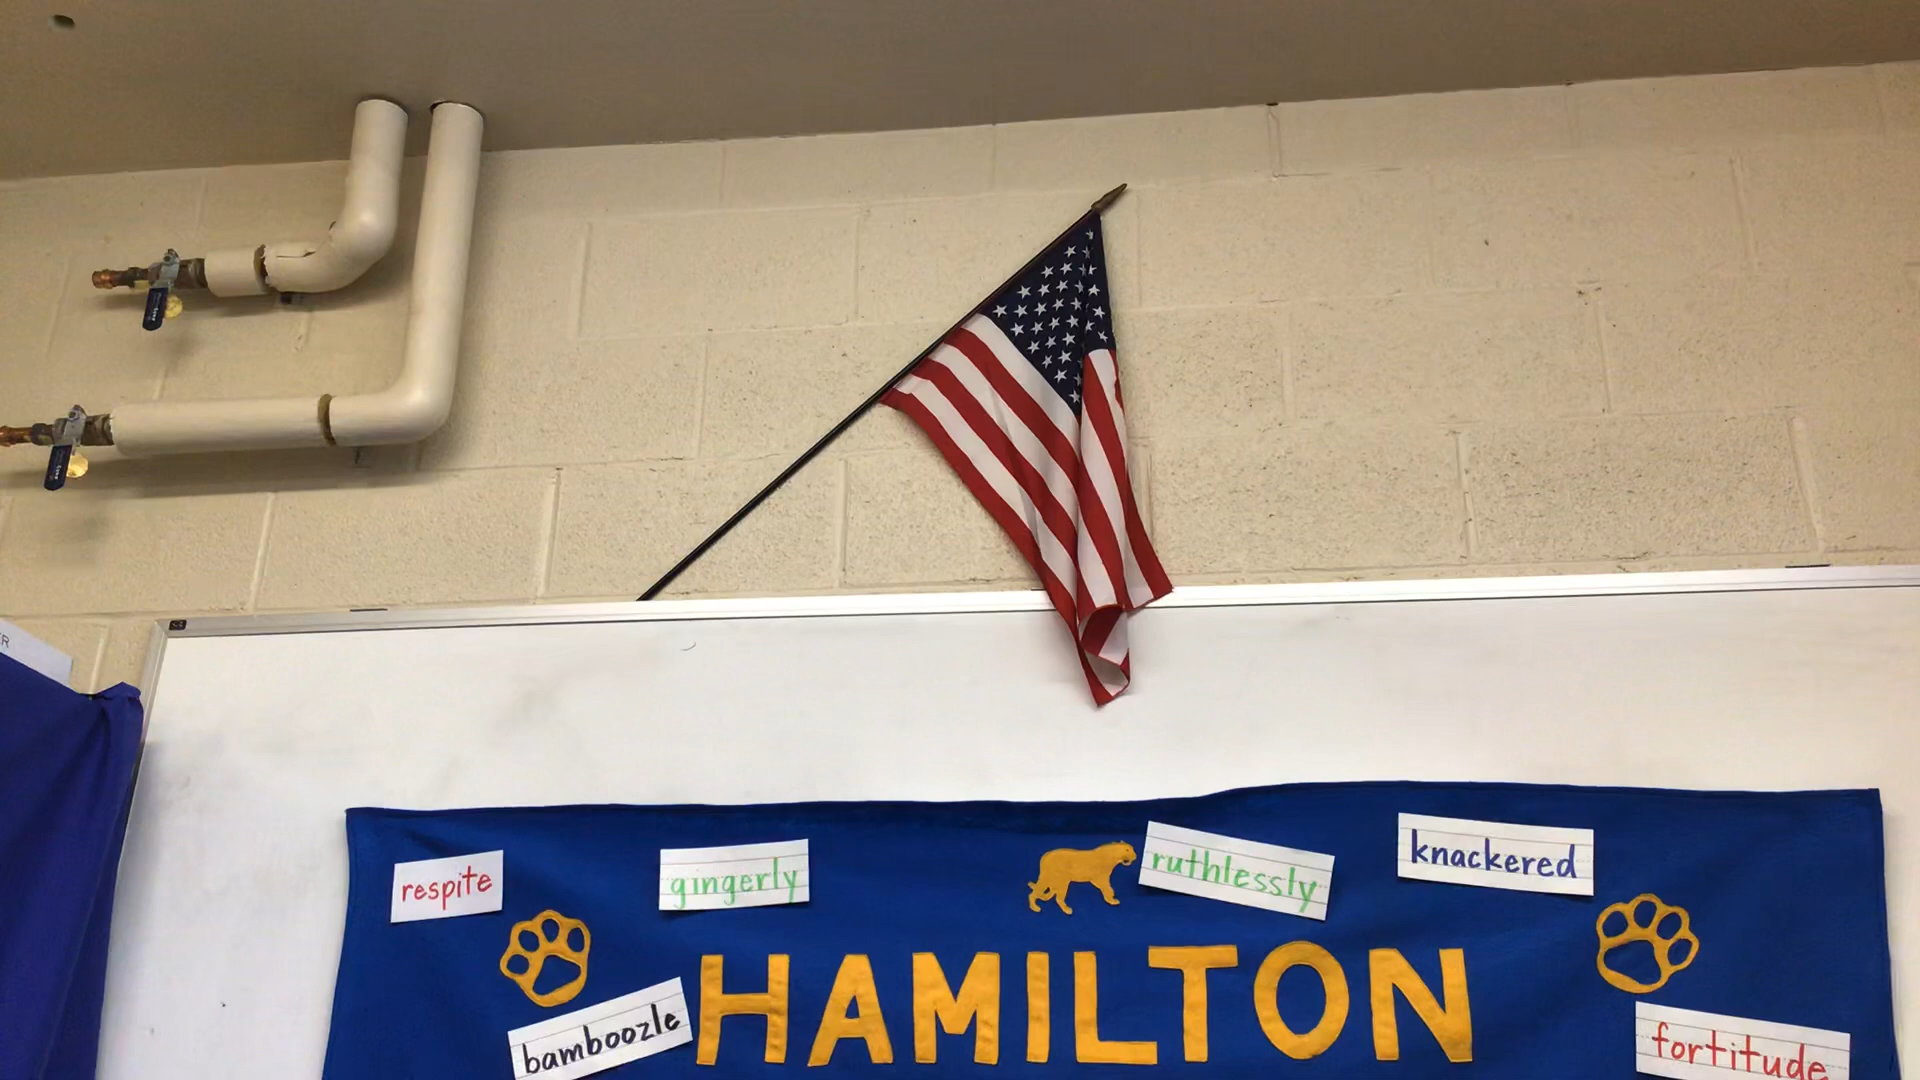 respite
gingerly
ruthlessly
knackered
HAMILTON
bamboozle
fortitude